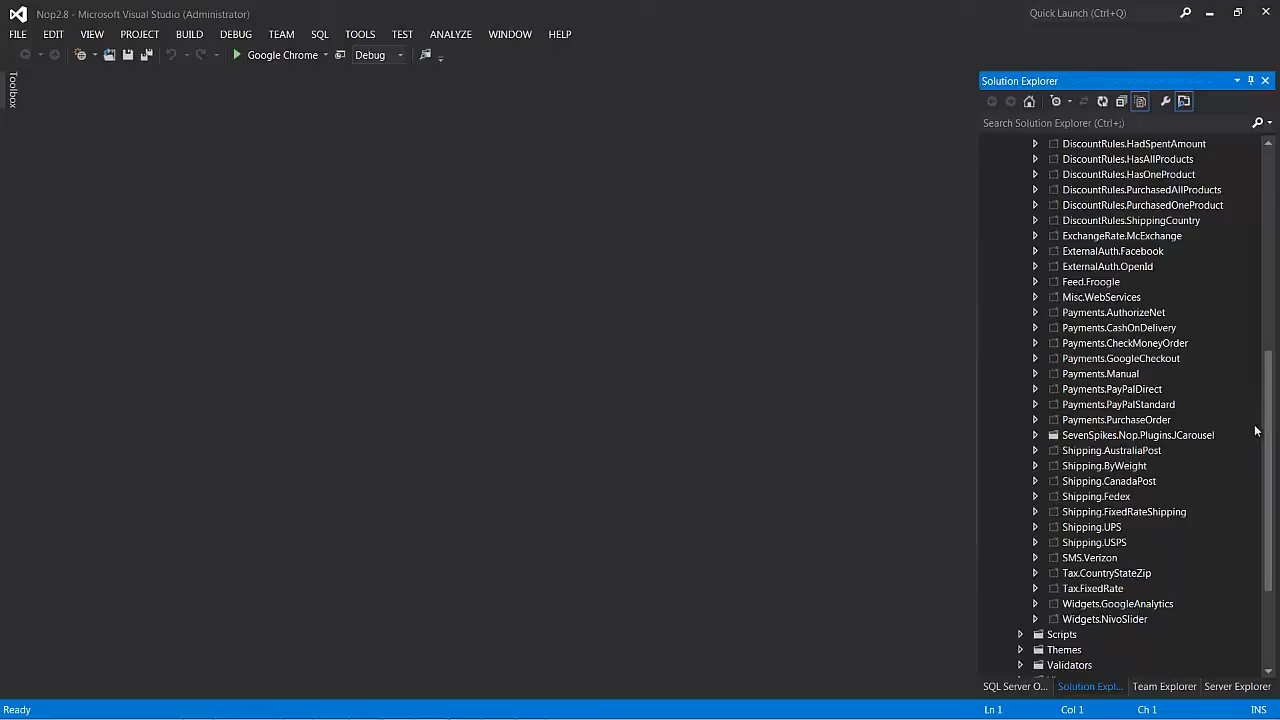 Nop2.8 - Microsoft Visual Studio (Administrator)
Quick Launch (Ctrl+Q)
FILE EDIT VIEW PROJECT BUILD DEBUG TEAM SQL TOOLS TEST ANALYZE WINDOW HELP
Google Chrome Debug
Toolbox
Solution Explorer
Search Solution Explorer (Ctrl+;)
DiscountRules.HadSpentAmount
DiscountRules.HasAllProducts
DiscountRules.HasOneProduct
DiscountRules.PurchasedAllProducts
DiscountRules.PurchasedOneProduct
DiscountRules.ShippingCountry
ExchangeRate.McExchange
ExternalAuth.Facebook
ExternalAuth.OpenId
Feed.Froogle
Misc.WebServices
Payments.AuthorizeNet
Payments.CashOnDelivery
Payments.CheckMoneyOrder
Payments.GoogleCheckout
Payments.Manual
Payments.PayPalDirect
Payments.PayPalStandard
Payments.PurchaseOrder
SevenSpikes.Nop.Plugins.JCarousel
Shipping.AustraliaPost
Shipping.ByWeight
Shipping.CanadaPost
Shipping.Fedex
Shipping.FixedRateShipping
Shipping.UPS
Shipping.USPS
SMS.Verizon
Tax.CountryStateZip
Tax.FixedRate
Widgets.GoogleAnalytics
Widgets.NivoSlider
Scripts
Themes
Validators
SQL Server O... Solution Expl... Team Explorer Server Explorer
Ready Ln 1 Col 1 Ch 1 INS